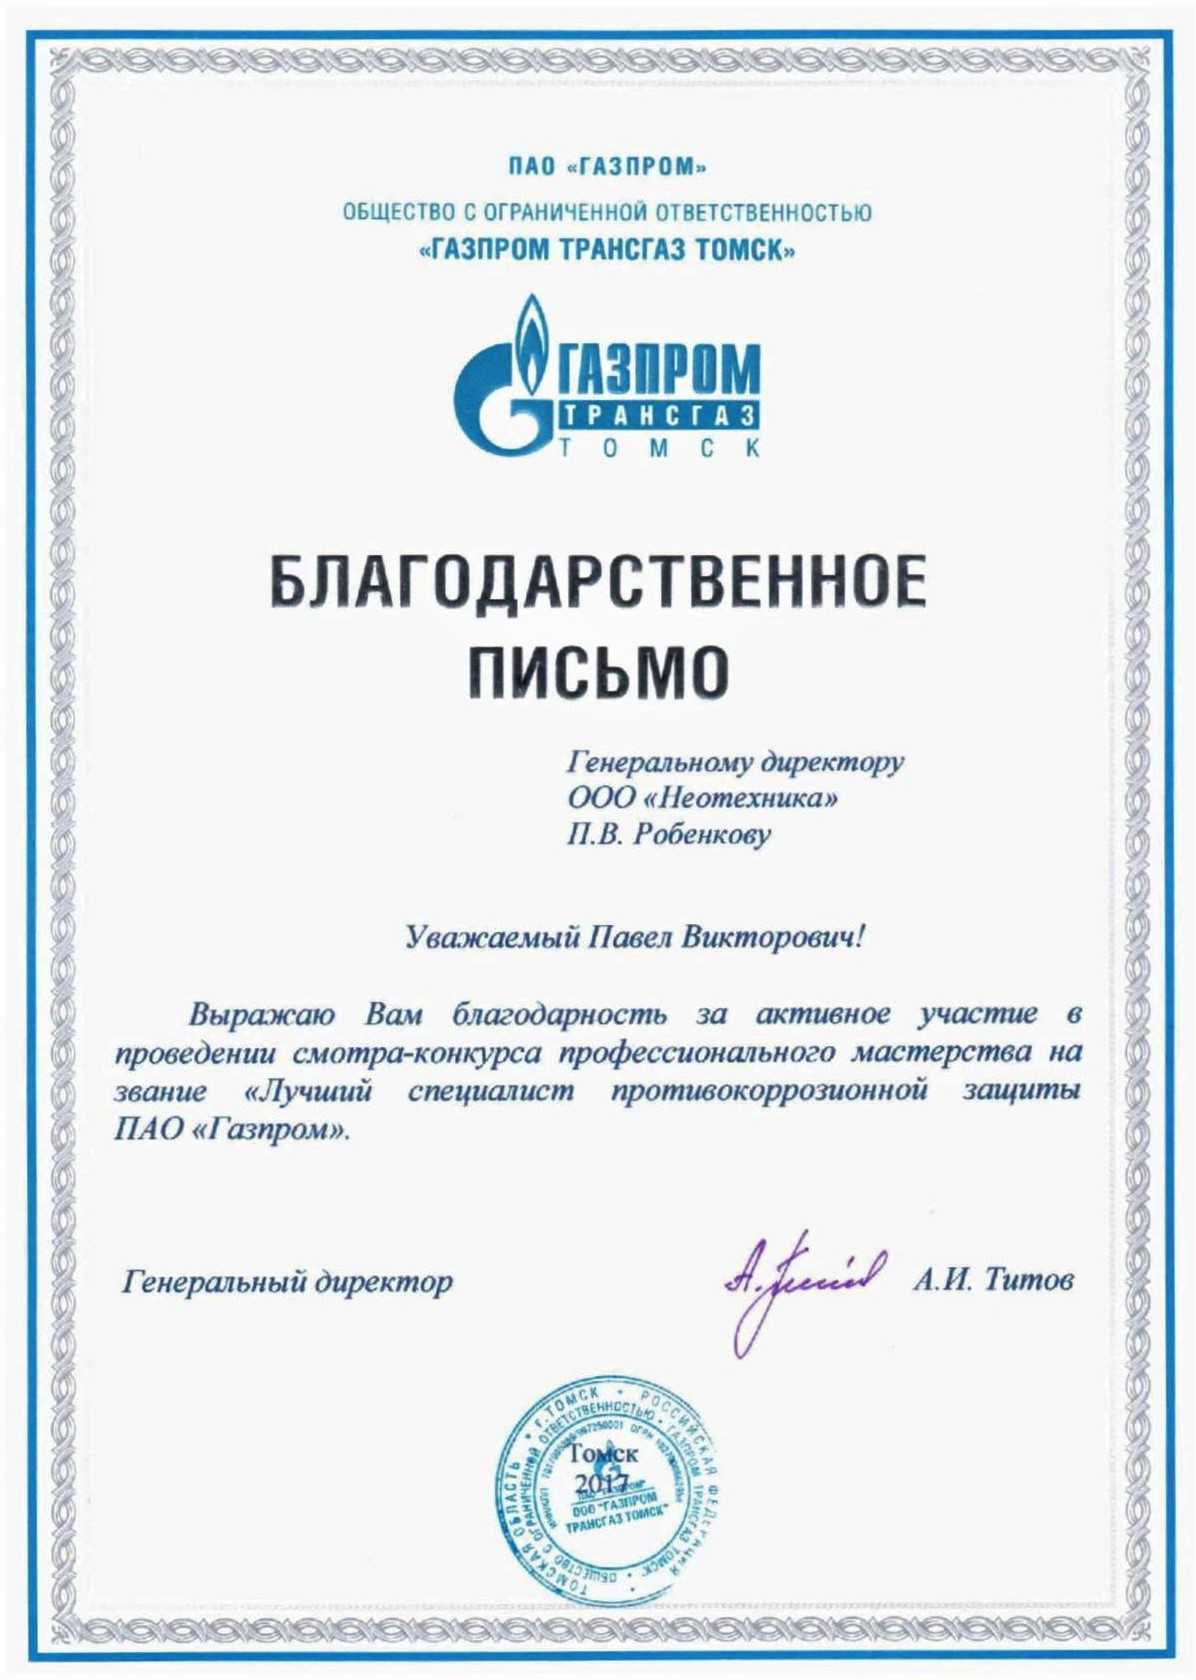 ПАО «ГАЗПРОМ»
ОБЩЕСТВО С ОГРАНИЧЕННОЙ ОТВЕТСТВЕННОСТЬЮ
«ГАЗПРОМ ТРАНСГАЗ ТОМСК»
ГАЗПРОМ
ТРАНСГАЗ
ТОМСК
БЛАГОДАРСТВЕННОЕ
ПИСЬМО
Генеральному директору
ООО «Неотехника»
П.В. Робенкову
Уважаемый Павел Викторович!
Выражаю Вам благодарность за активное участие в
проведении смотра-конкурса профессионального мастерства на
звание «Лучший специалист противокоррозионной защиты
ПАО «Газпром».
Генеральный директор
А.И. Титов
ТОМСКАЯ ОБЛАСТЬ • Г.ТОМСК • РОССИЙСКАЯ ФЕДЕРАЦИЯ
ОБЩЕСТВО С ОГРАНИЧЕННОЙ ОТВЕТСТВЕННОСТЬЮ • ГАЗПРОМ ТРАНСГАЗ ТОМСК •
Томск
2017
ПАО "ГАЗПРОМ"
ООО "ГАЗПРОМ
ТРАНСГАЗ ТОМСК"